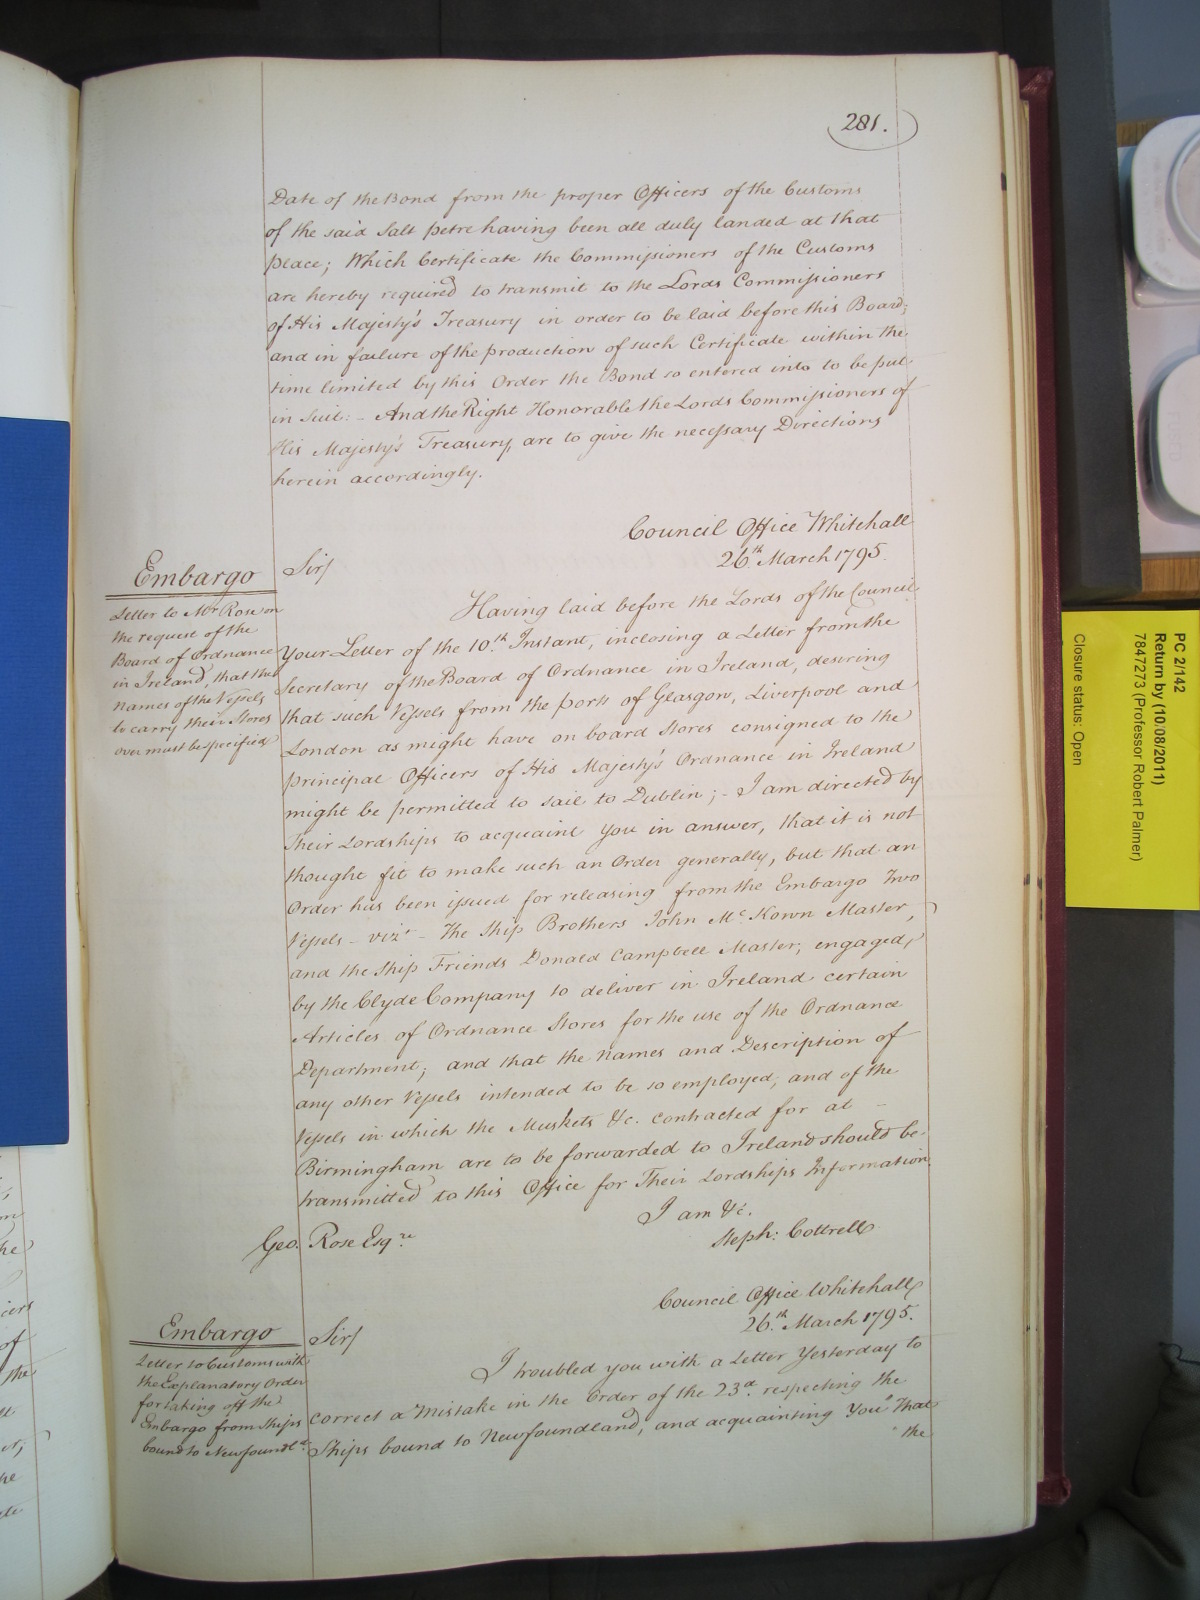 281.
Date of the Bond from the proper Officers of the Customs
of the said Salt petre having been all duly landed at that
place; Which Certificate the Commissioners of the Customs
are hereby required to transmit to the Lords Commissioners
of His Majesty's Treasury in order to be laid before this Board;
and in failure of the production of such Certificate within the
time limited by this Order the Bond so entered into to be put
in Suit: - And the Right Honorable the Lords Commissioners of
His Majesty's Treasury, are to give the necessary Directions
herein accordingly.
Council Office Whitehall
26th March 1795.
Embargo
Letter to Mr Rose on
the request of the
Board of Ordnance
in Ireland, that the
names of the Vessels
to carry their Stores
over must be specified
Sir/
Having laid before the Lords of the Council
Your Letter of the 10th Instant, inclosing a Letter from the
Secretary of the Board of Ordnance in Ireland, desiring
that such Vessels from the ports of Glasgow, Liverpool and
London as might have on board Stores consigned to the
principal Officers of His Majesty's Ordnance in Ireland
might be permitted to sail to Dublin; - I am directed by
Their Lordships to acquaint You in answer, that it is not
thought fit to make such an Order generally, but that an
Order has been issued for releasing from the Embargo Two
Vessels - vizt - The Ship Brothers John Mc Kown Master,
and the Ship Friends Donald Campbell Master, engaged,
by the Clyde Company to deliver in Ireland certain
Articles of Ordnance Stores for the use of the Ordnance
Department; and that the Names and Description of
any other Vessels intended to be so employed, and of the
Vessels in which the Muskets &c. contracted for at -
Birmingham are to be forwarded to Ireland should be
transmitted to this Office for Their Lordships Information
I am &c.
Steph: Cottrell
Geo. Rose Esqre
Council Office Whitehall
26th March 1795.
Embargo
Letter to Customs with
the Explanatory Order
for taking off the
Embargo from Ships
bound to Newfoundld
Sir/
I troubled you with a Letter Yesterday to
correct a Mistake in the Order of the 23d respecting the
Ships bound to Newfoundland, and acquainting You "That
"the
PC 2/142
Return by (10/08/2011)
7847273 (Professor Robert Palmer)
Closure status: Open